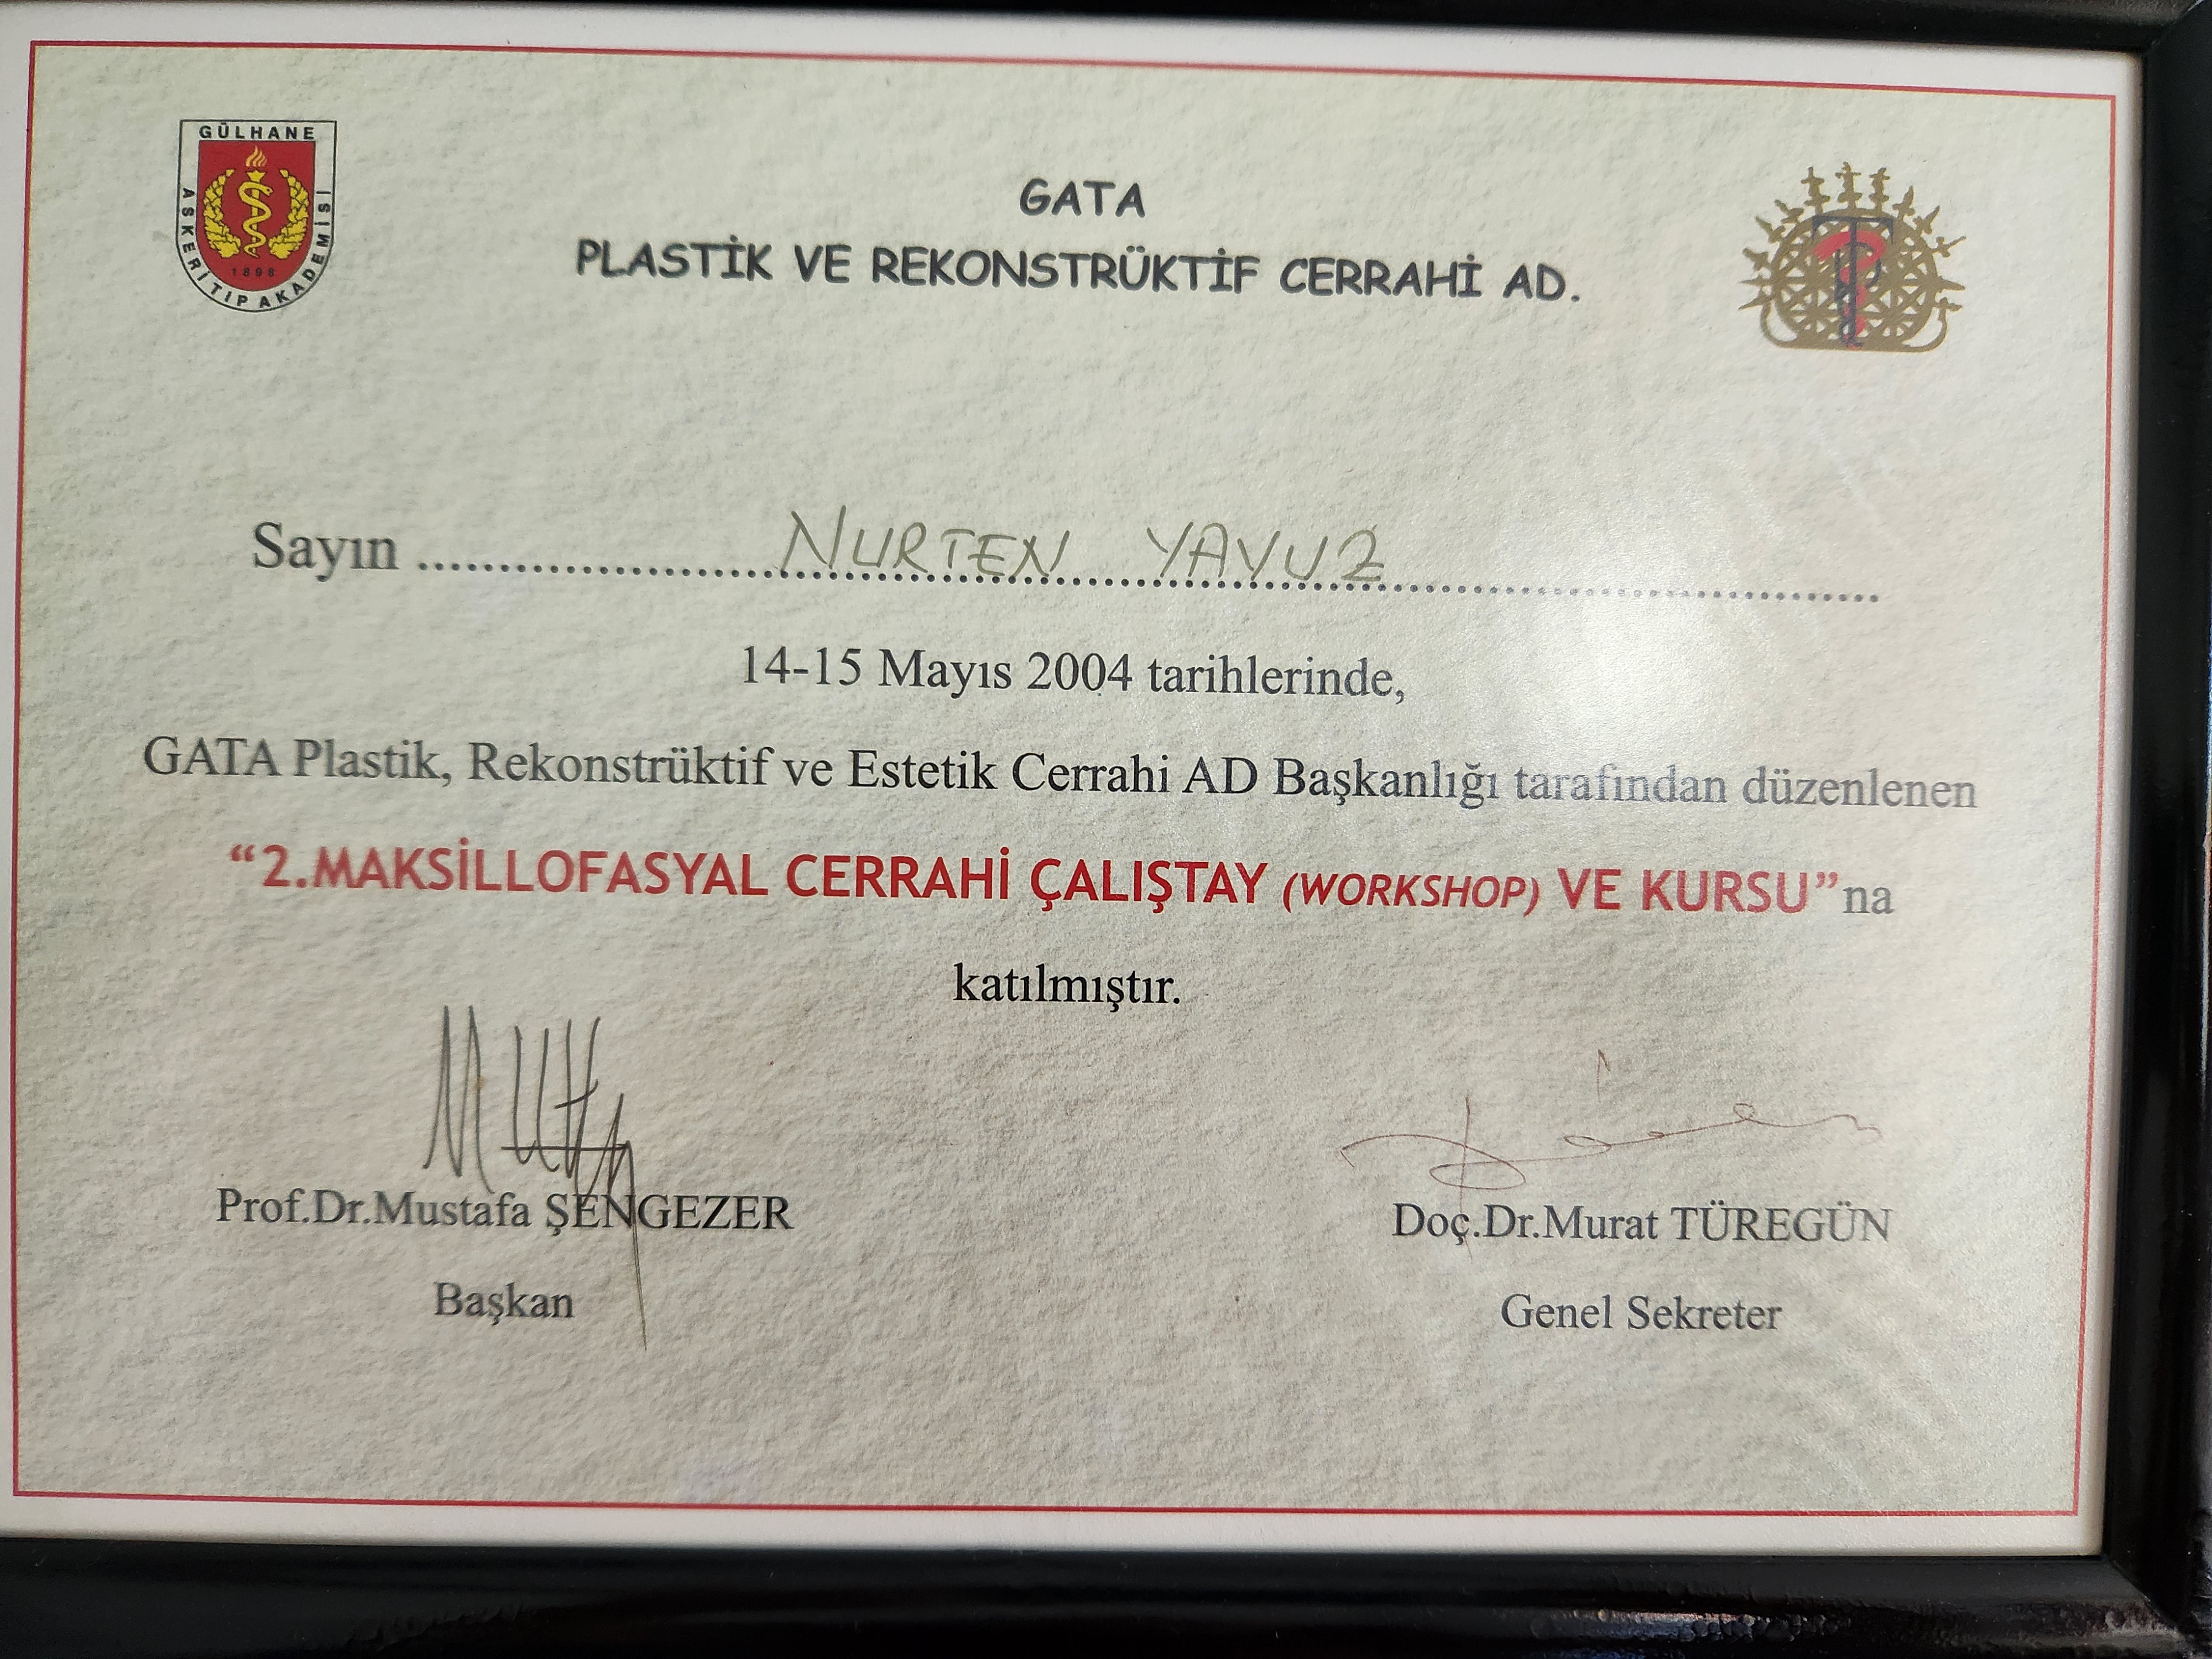 GÜLHANE
ASKERİ TIP AKADEMİSİ
1898
GATA
PLASTİK VE REKONSTRÜKTİF CERRAHİ AD.
Sayın ........................NURTEN YAVUZ........................
14-15 Mayıs 2004 tarihlerinde,
GATA Plastik, Rekonstrüktif ve Estetik Cerrahi AD Başkanlığı tarafından düzenlenen
“2.MAKSİLLOFASYAL CERRAHİ ÇALIŞTAY (WORKSHOP) VE KURSU”na
katılmıştır.
Prof.Dr.Mustafa ŞENGEZER
Başkan
Doç.Dr.Murat TÜREGÜN
Genel Sekreter